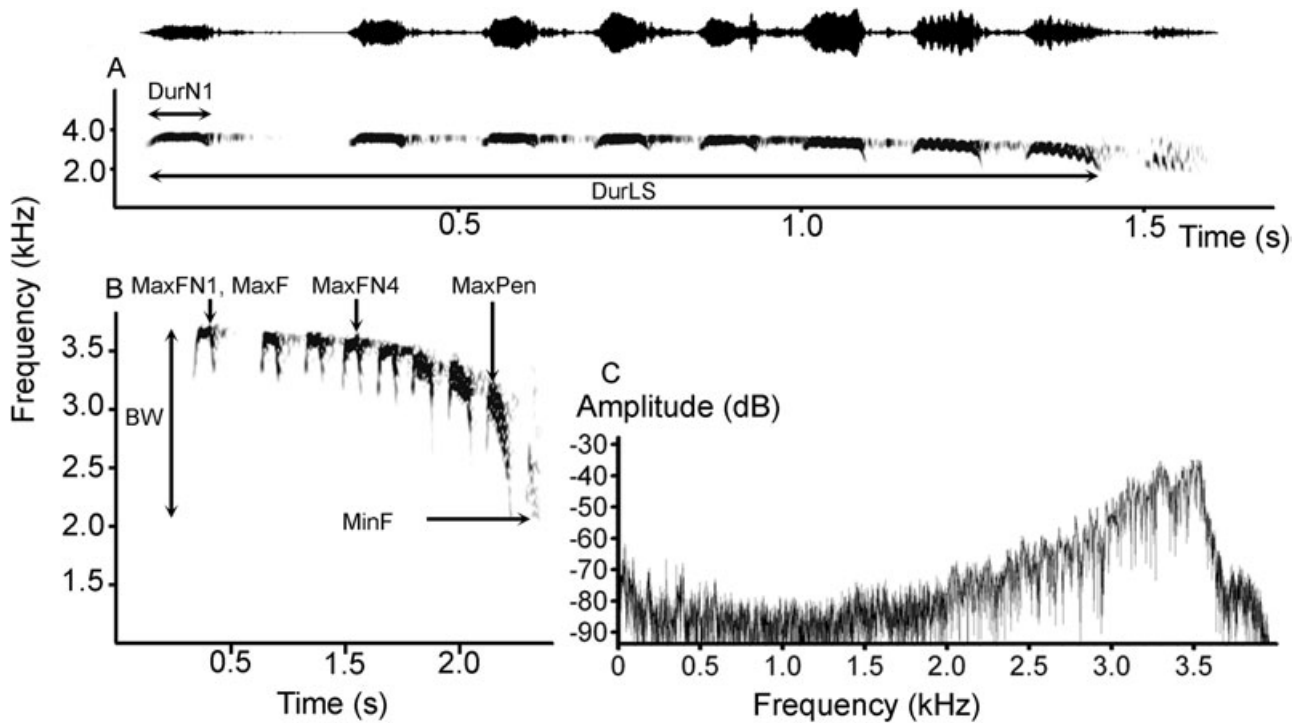 A
DurN1
4.0
2.0
DurLS
0.5 1.0 1.5 Time (s)
Frequency (kHz)
B MaxFN1, MaxF MaxFN4 MaxPen
3.5
3.0
BW
2.5
MinF
2.0
1.5
0.5 1.5 2.0
Time (s)
C
Amplitude (dB)
-30
-40
-50
-60
-70
-80
-90
0 0.5 1.0 1.5 2.0 2.5 3.0 3.5
Frequency (kHz)